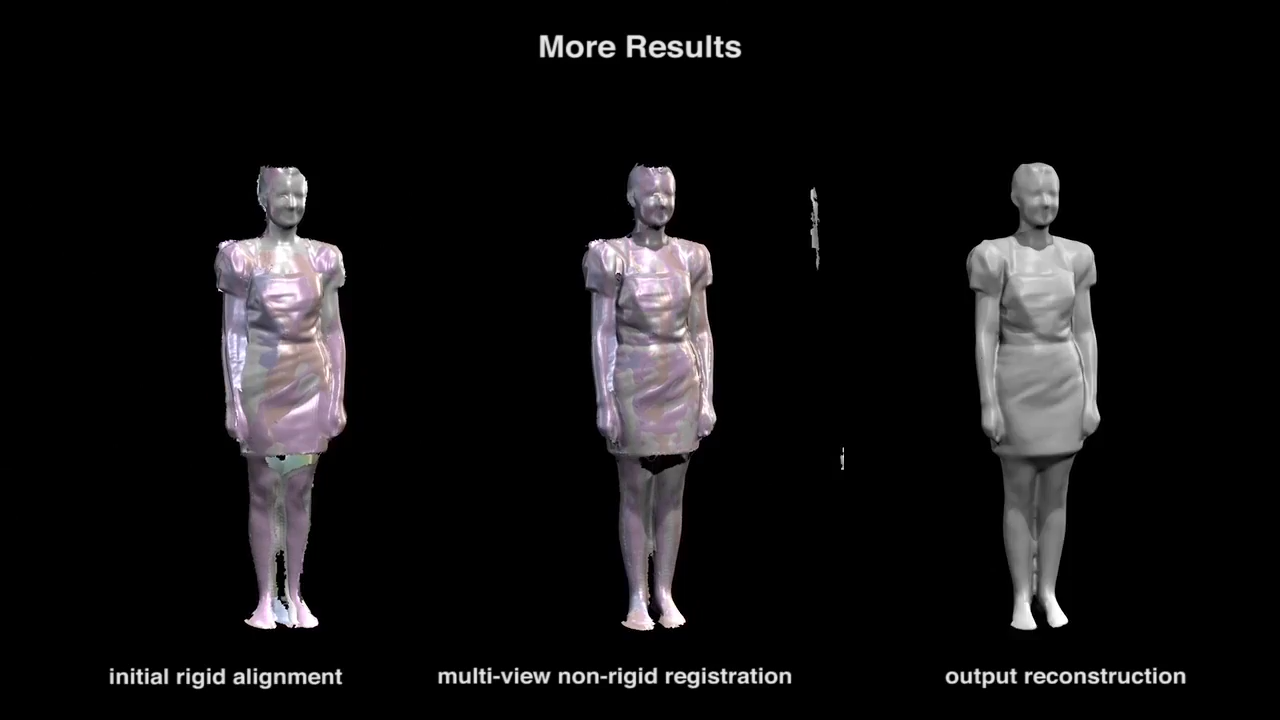 More Results
initial rigid alignment
multi-view non-rigid registration
output reconstruction